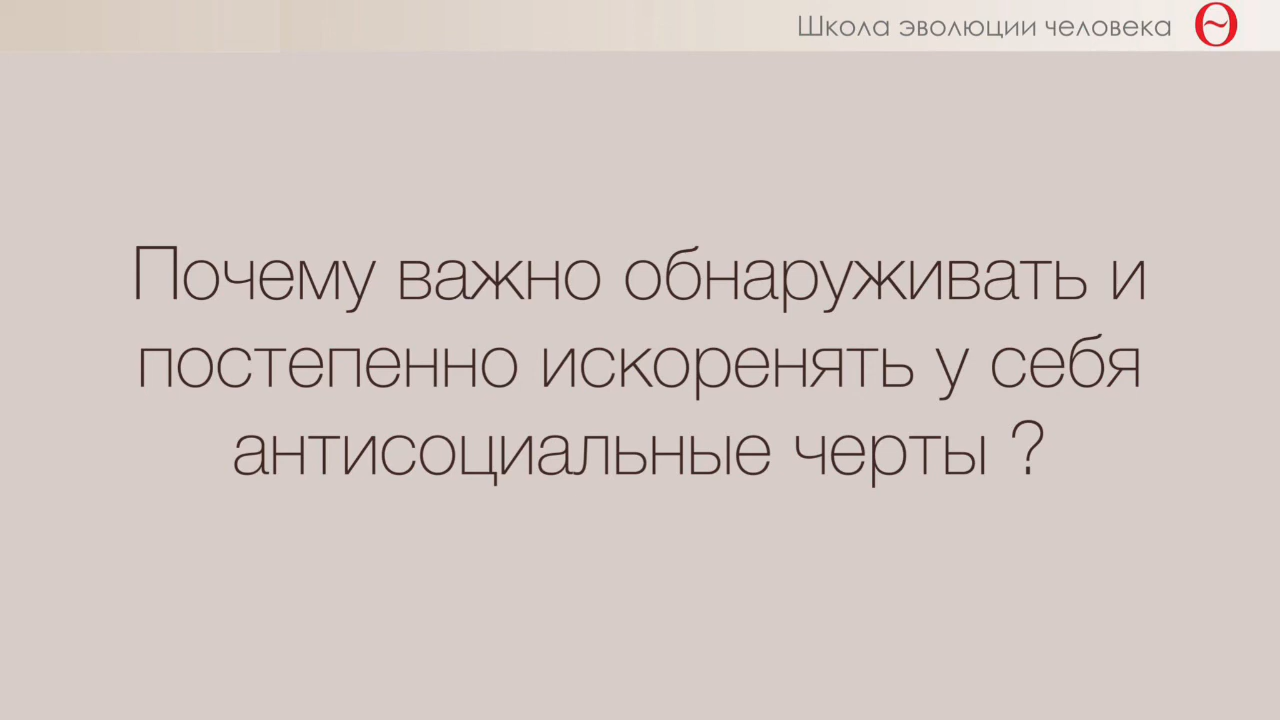 Школа эволюции человека
Почему важно обнаруживать и
постепенно искоренять у себя
антисоциальные черты ?